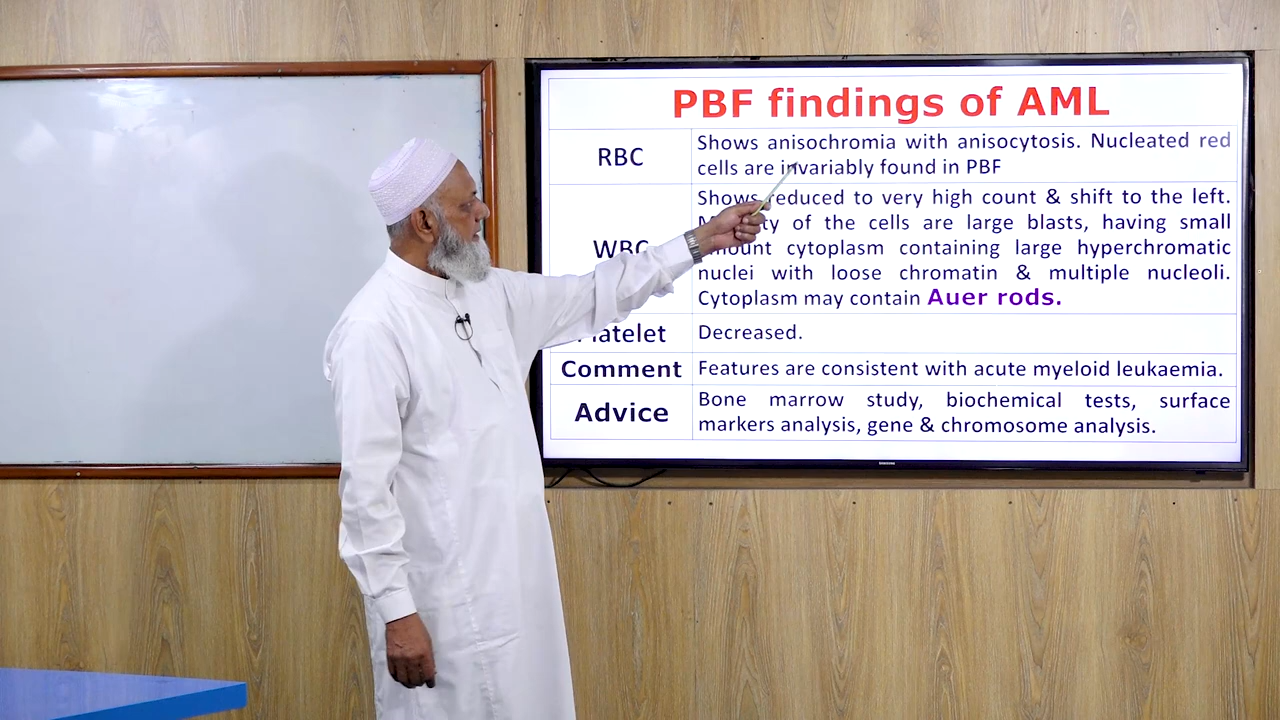 PBF findings of AML
RBC
Shows anisochromia with anisocytosis. Nucleated red
cells are invariably found in PBF
WBC
Shows reduced to very high count & shift to the left.
of the cells are large blasts, having small
amount cytoplasm containing large hyperchromatic
nuclei with loose chromatin & multiple nucleoli.
Cytoplasm may contain Auer rods.
Platelet
Decreased.
Comment
Features are consistent with acute myeloid leukaemia.
Advice
Bone marrow study, biochemical tests, surface
markers analysis, gene & chromosome analysis.